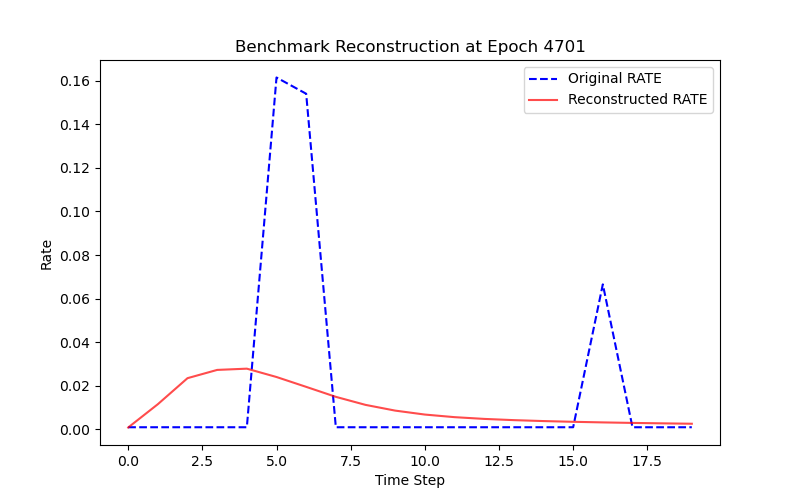 Benchmark Reconstruction at Epoch 4701
Original RATE
Reconstructed RATE
Rate
0.16
0.14
0.12
0.10
0.08
0.06
0.04
0.02
0.00
0.0 2.5 5.0 7.5 10.0 12.5 15.0 17.5
Time Step